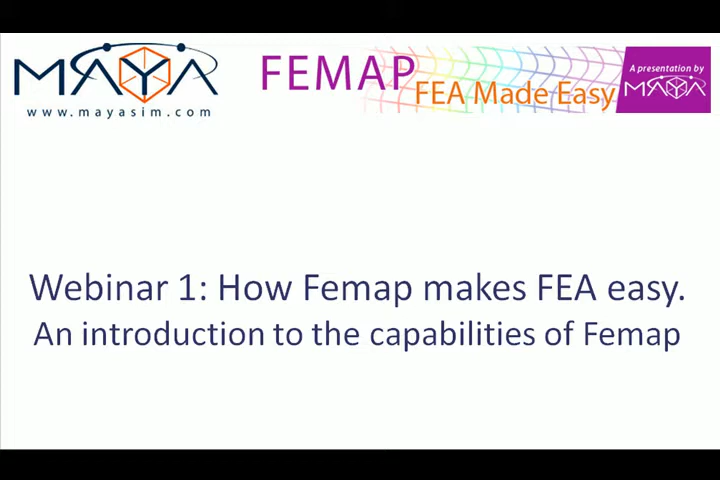 MAYA
www.mayasim.com
FEMAP
FEA Made Easy
A presentation by
MAYA
Webinar 1: How Femap makes FEA easy.
An introduction to the capabilities of Femap